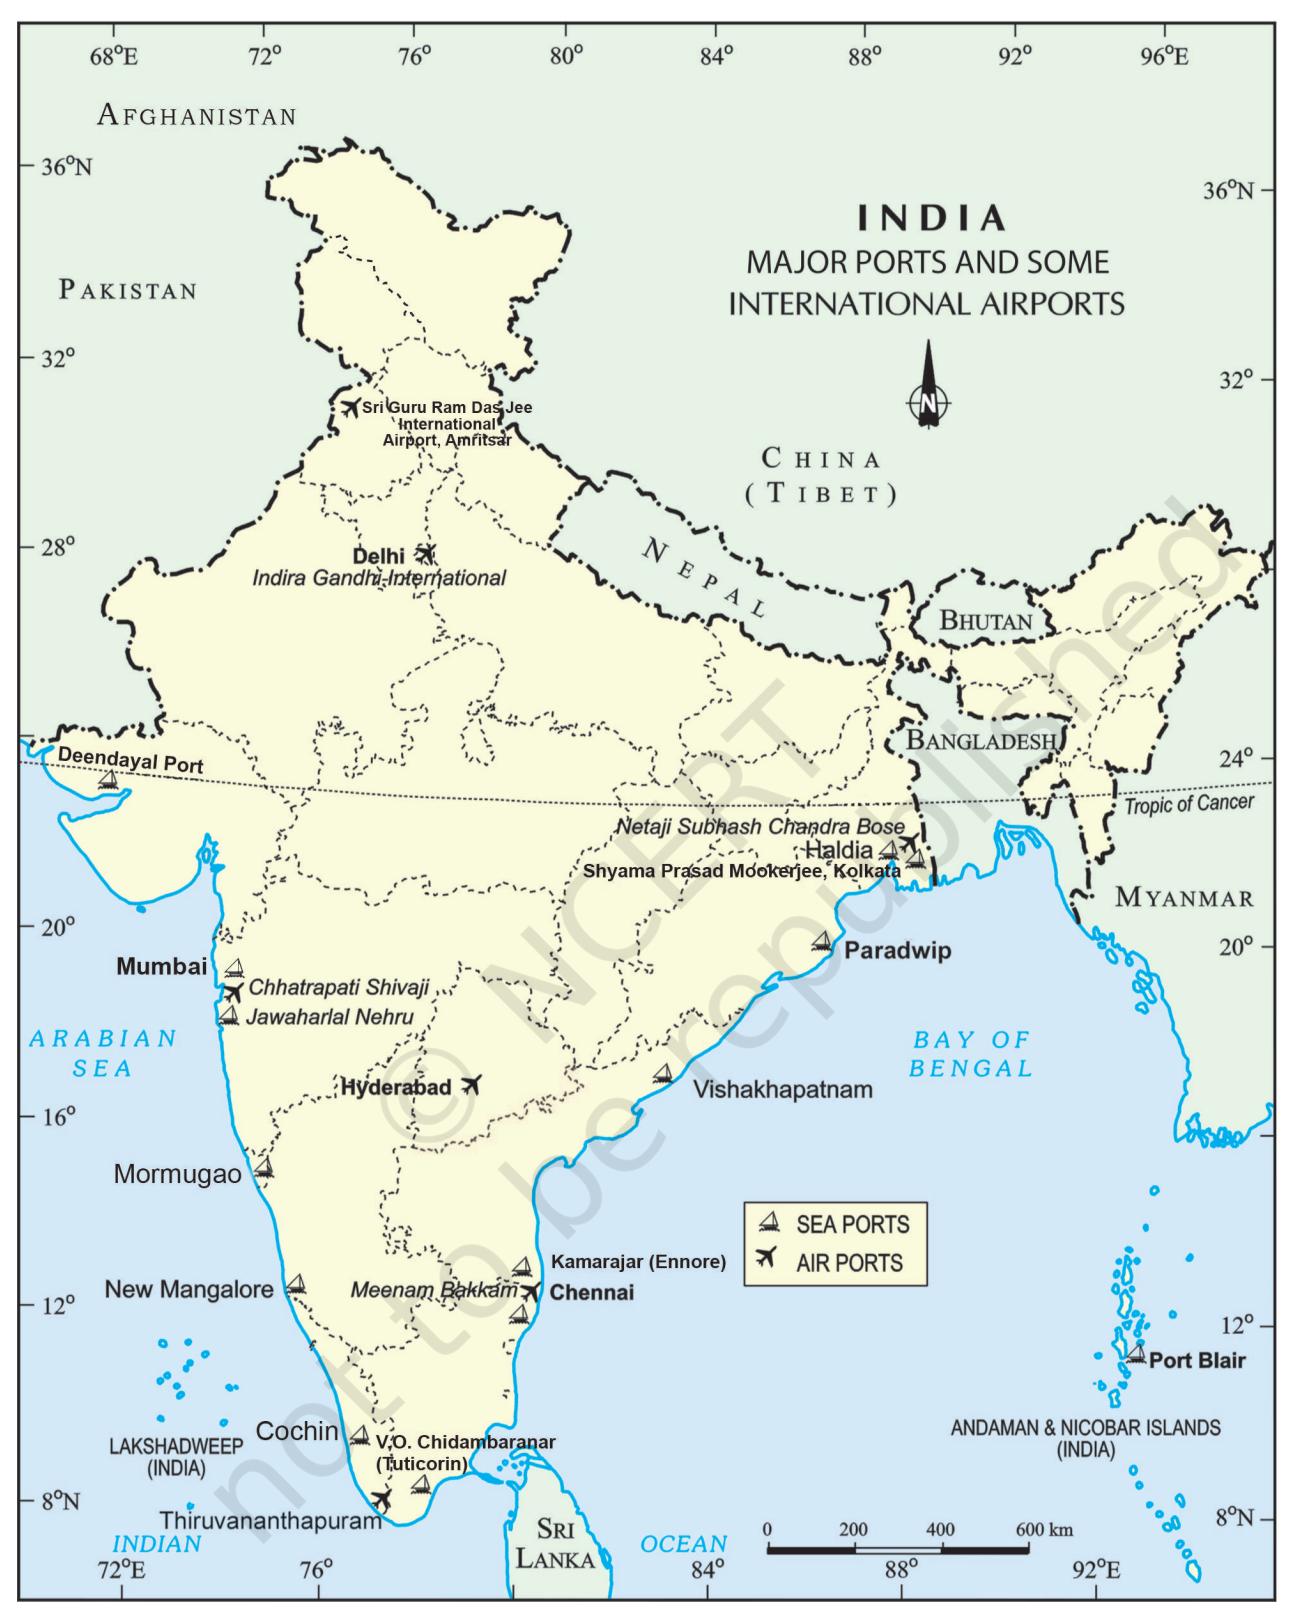 68°E 72° 76° 80° 84° 88° 92° 96°E
AFGHANISTAN
36°N
36°N
INDIA
MAJOR PORTS AND SOME
INTERNATIONAL AIRPORTS
PAKISTAN
32°
32°
N
Sri Guru Ram Das Jee
International
Airport, Amritsar
CHINA
(TIBET)
28°
Delhi
Indira Gandhi International
NEPAL
BHUTAN
BANGLADESH
Deendayal Port
24°
Tropic of Cancer
Netaji Subhash Chandra Bose
Haldia
Shyama Prasad Mookerjee, Kolkata
MYANMAR
20°
20°
Paradwip
Mumbai
Chhatrapati Shivaji
Jawaharlal Nehru
ARABIAN
SEA
BAY OF
BENGAL
Hyderabad
Vishakhapatnam
16°
Mormugao
SEA PORTS
AIR PORTS
Kamarajar (Ennore)
New Mangalore
Meenam Bakkam
Chennai
12°
12°
Port Blair
Cochin
V.O. Chidambaranar
(Tuticorin)
LAKSHADWEEP
(INDIA)
ANDAMAN & NICOBAR ISLANDS
(INDIA)
8°N
8°N
Thiruvananthapuram
SRI
LANKA
INDIAN
OCEAN
0 200 400 600 km
72°E 76° 84° 88° 92°E
© NCERT
not to be republished